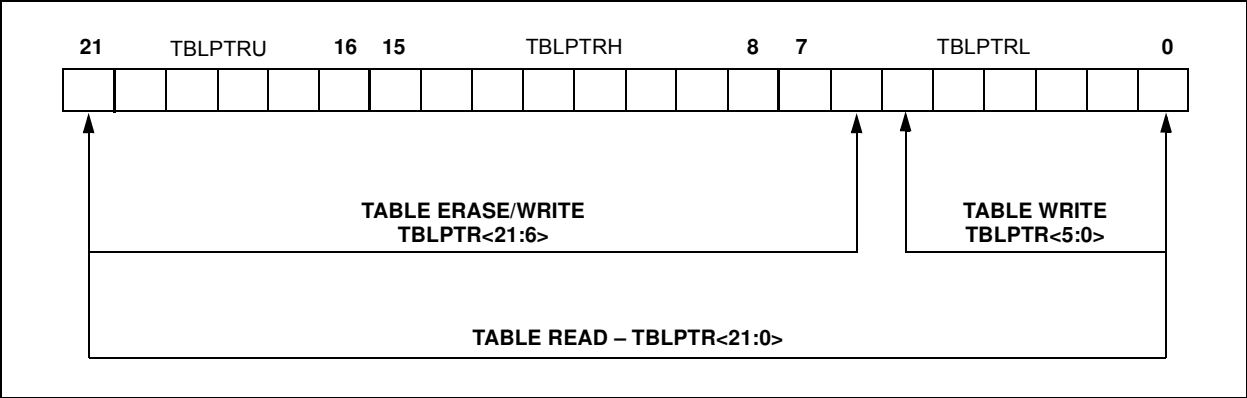 21 TBLPTRU 16 15 TBLPTRH 8 7 TBLPTRL 0
TABLE ERASE/WRITE
TBLPTR<21:6>
TABLE WRITE
TBLPTR<5:0>
TABLE READ – TBLPTR<21:0>